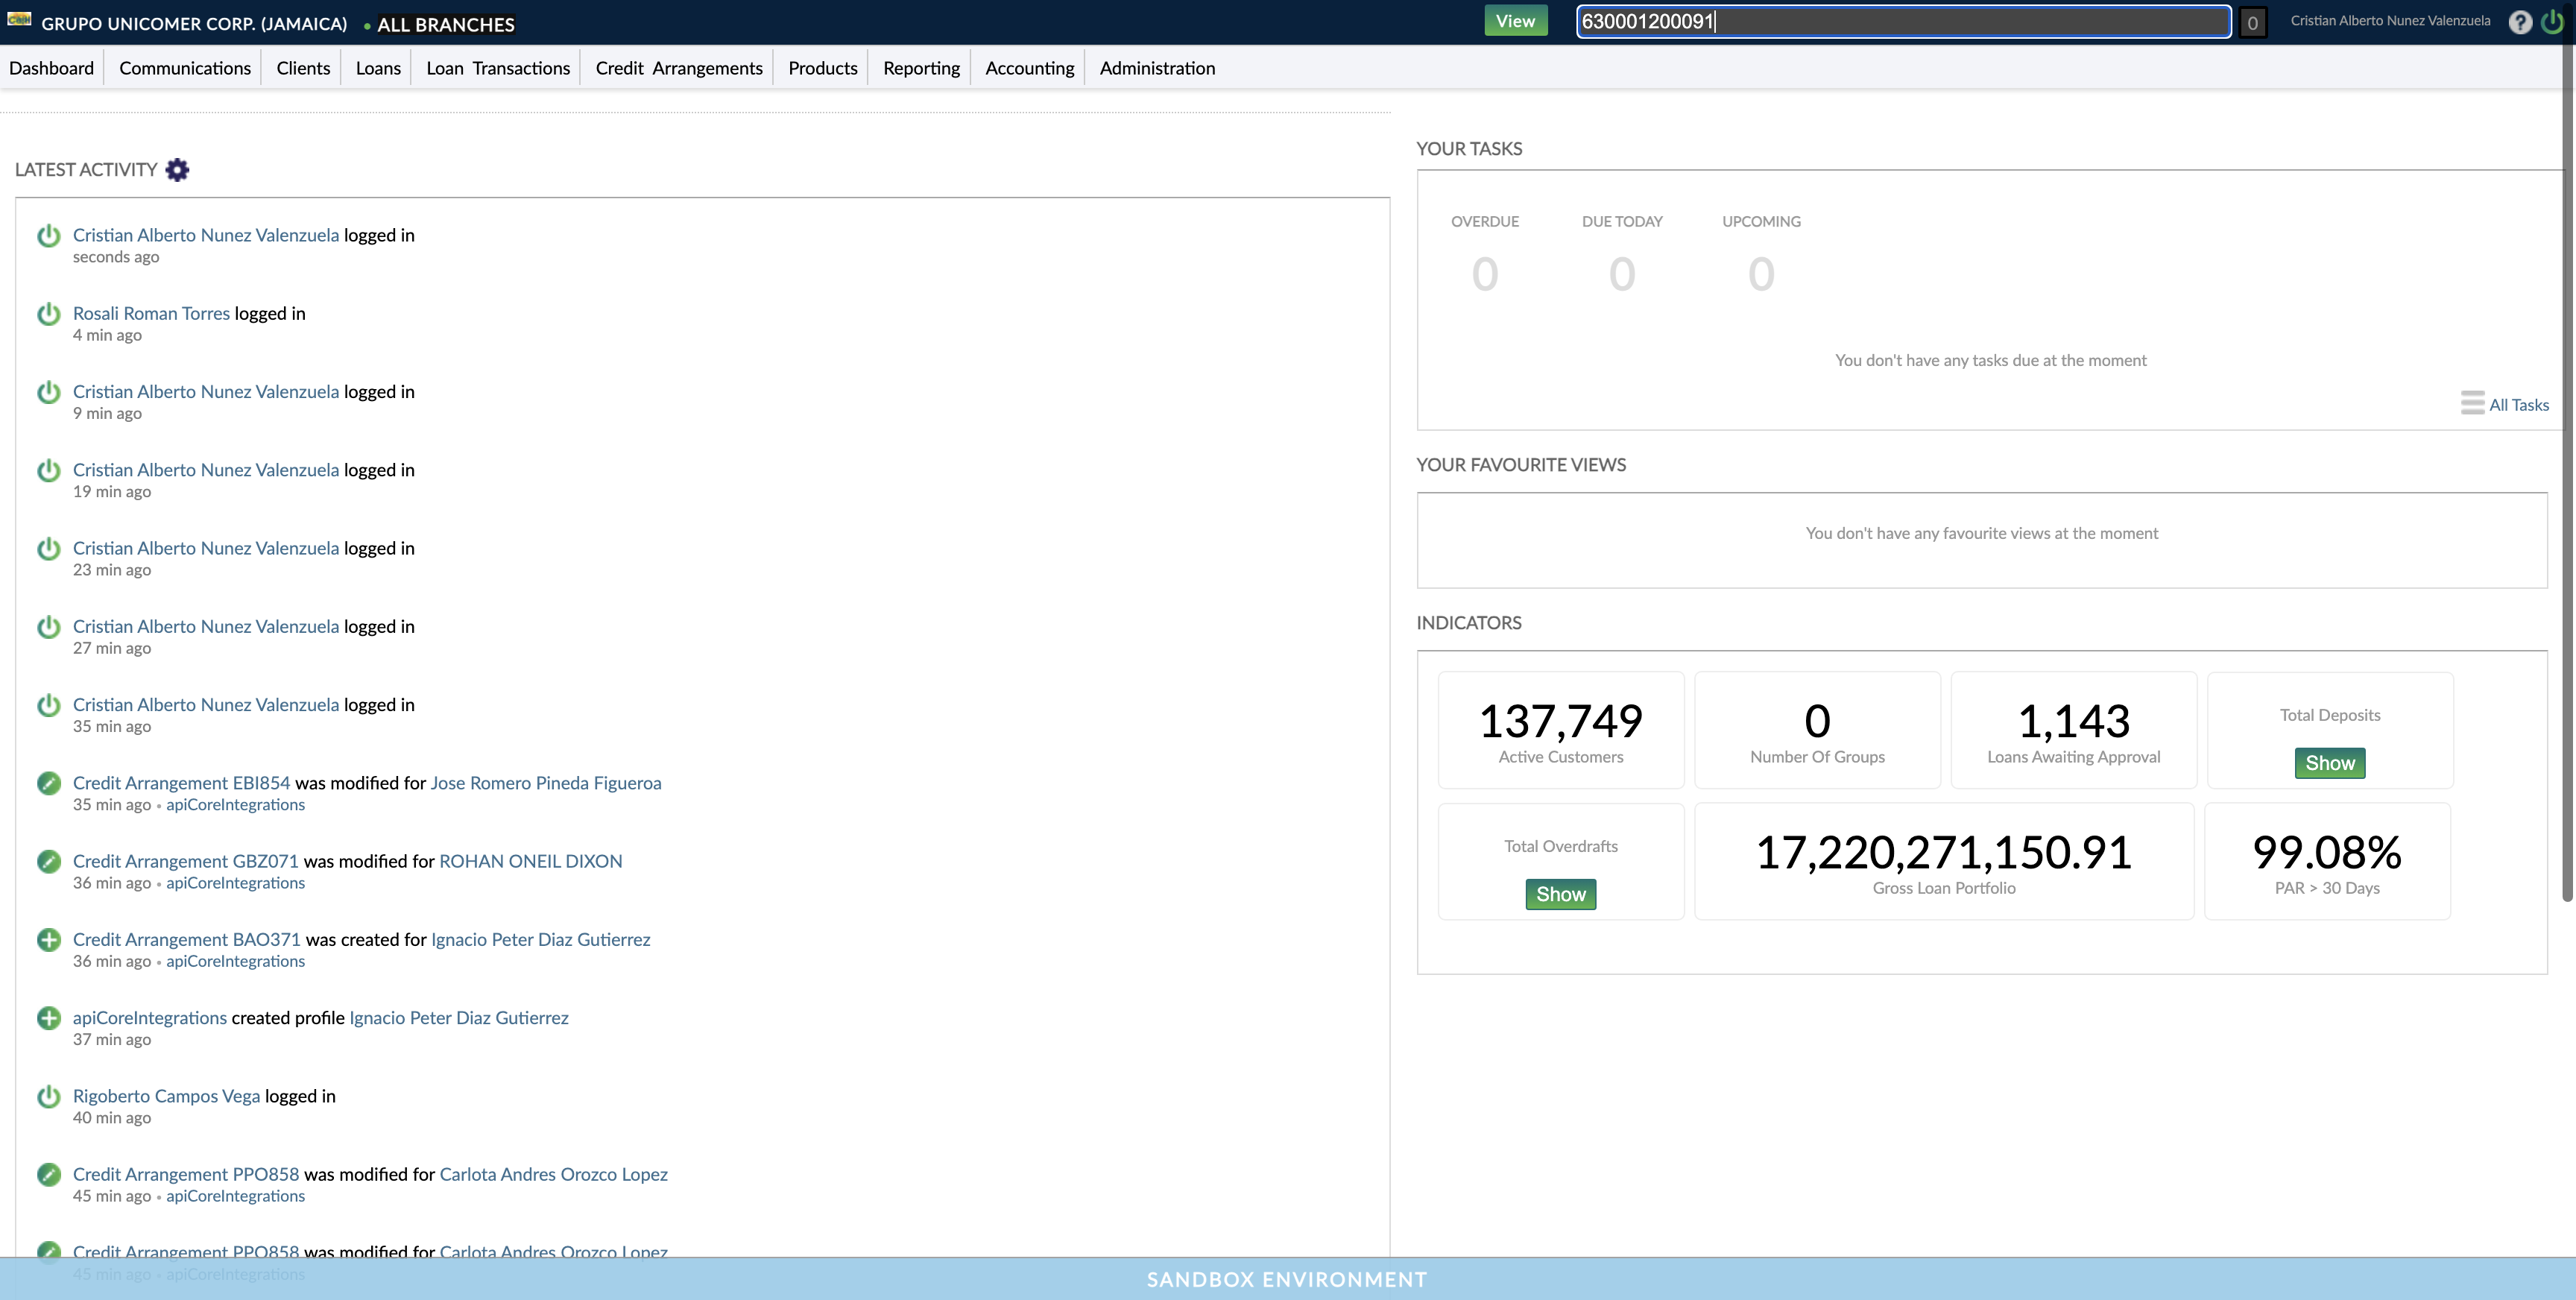 GRUPO UNICOMER CORP. (JAMAICA) • ALL BRANCHES
View
630001200091
0
Cristian Alberto Nunez Valenzuela
?
Dashboard
Communications
Clients
Loans
Loan Transactions
Credit Arrangements
Products
Reporting
Accounting
Administration
LATEST ACTIVITY
Cristian Alberto Nunez Valenzuela logged in
seconds ago
Rosali Roman Torres logged in
4 min ago
Cristian Alberto Nunez Valenzuela logged in
9 min ago
Cristian Alberto Nunez Valenzuela logged in
19 min ago
Cristian Alberto Nunez Valenzuela logged in
23 min ago
Cristian Alberto Nunez Valenzuela logged in
27 min ago
Cristian Alberto Nunez Valenzuela logged in
35 min ago
Credit Arrangement EBI854 was modified for Jose Romero Pineda Figueroa
35 min ago • apiCoreIntegrations
Credit Arrangement GBZ071 was modified for ROHAN ONEIL DIXON
36 min ago • apiCoreIntegrations
Credit Arrangement BAO371 was created for Ignacio Peter Diaz Gutierrez
36 min ago • apiCoreIntegrations
apiCoreIntegrations created profile Ignacio Peter Diaz Gutierrez
37 min ago
Rigoberto Campos Vega logged in
40 min ago
Credit Arrangement PPO858 was modified for Carlota Andres Orozco Lopez
45 min ago • apiCoreIntegrations
Credit Arrangement PPO858 was modified for Carlota Andres Orozco Lopez
45 min ago • apiCoreIntegrations
YOUR TASKS
OVERDUE
DUE TODAY
UPCOMING
0
0
0
You don't have any tasks due at the moment
All Tasks
YOUR FAVOURITE VIEWS
You don't have any favourite views at the moment
INDICATORS
137,749
Active Customers
0
Number Of Groups
1,143
Loans Awaiting Approval
Total Deposits
Show
Total Overdrafts
Show
17,220,271,150.91
Gross Loan Portfolio
99.08%
PAR > 30 Days
SANDBOX ENVIRONMENT